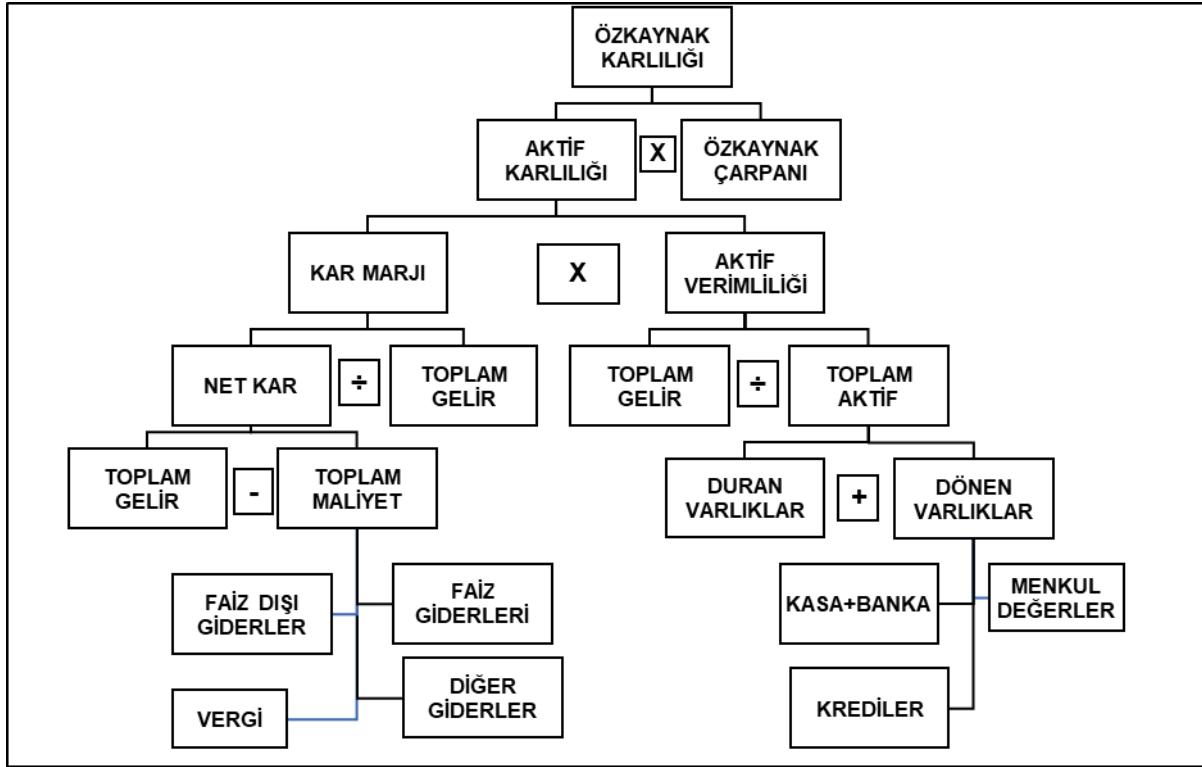 ÖZKAYNAK
KARLILIĞI
AKTİF
KARLILIĞI
X
ÖZKAYNAK
ÇARPANI
KAR MARJI
X
AKTİF
VERİMLİLİĞİ
NET KAR
÷
TOPLAM
GELİR
TOPLAM
GELİR
÷
TOPLAM
AKTİF
TOPLAM
GELİR
-
TOPLAM
MALİYET
DURAN
VARLIKLAR
+
DÖNEN
VARLIKLAR
FAİZ DIŞI
GİDERLER
FAİZ
GİDERLERİ
KASA+BANKA
MENKUL
DEĞERLER
VERGİ
DİĞER
GİDERLER
KREDİLER